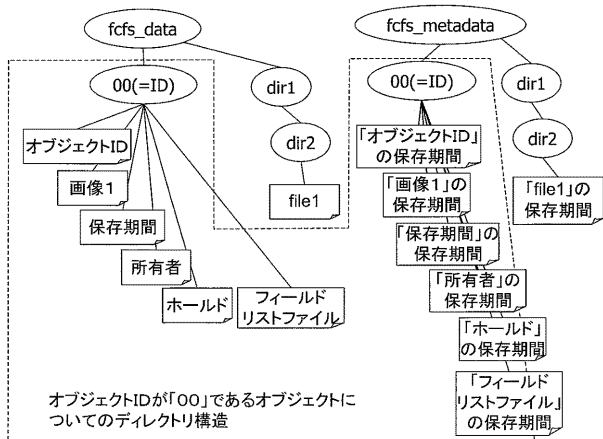 fcfs_data
00(=ID)
dir1
dir2
file1
オブジェクトID
画像1
保存期間
所有者
ホールド
フィールド
リストファイル
fcfs_metadata
00(=ID)
dir1
dir2
「file1」の
保存期間
「オブジェクトID」
の保存期間
「画像1」の
保存期間
「保存期間」の
保存期間
「所有者」の
保存期間
「ホールド」
の保存期間
「フィールド
リストファイル」
の保存期間
オブジェクトIDが「00」であるオブジェクトに
ついてのディレクトリ構造